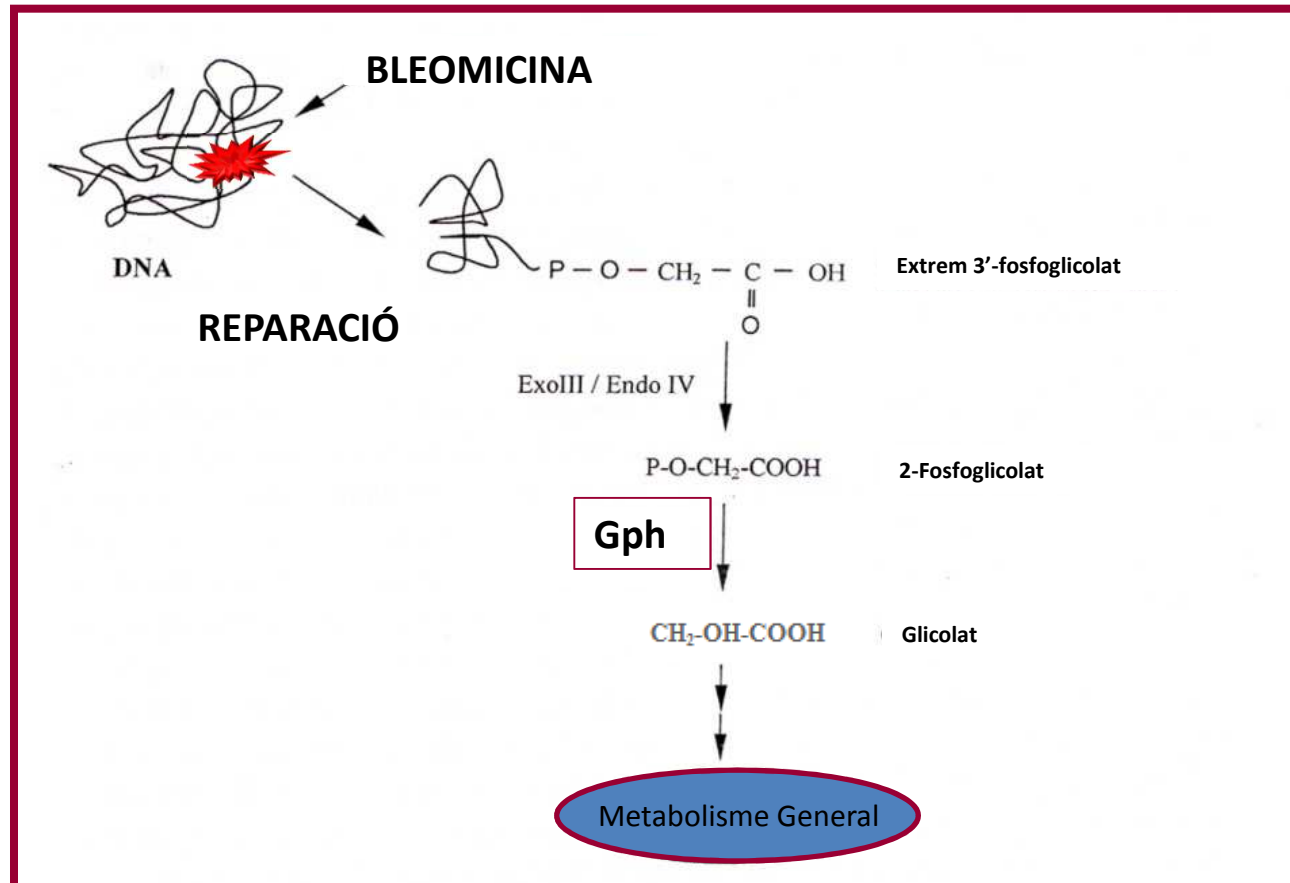 BLEOMICINA
DNA
P – O – CH₂ – C – OH
||
O
Extrem 3’-fosfoglicolat
REPARACIÓ
ExoIII / Endo IV
P-O-CH₂-COOH
2-Fosfoglicolat
Gph
CH₂-OH-COOH
Glicolat
Metabolisme General